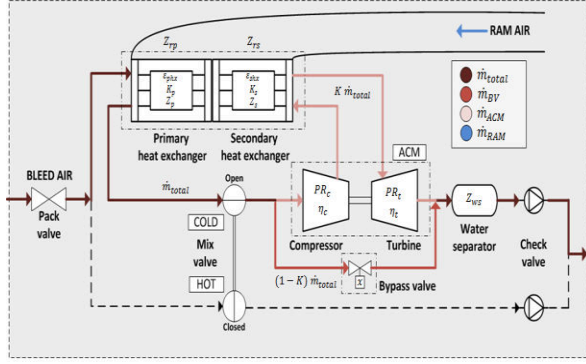 Z_rp
Z_rs
RAM AIR
ṁ_total
ṁ_BV
ṁ_ACM
ṁ_RAM
ε_phx
K_p
Z_p
ε_shx
K_s
Z_s
K ṁ_total
Primary
heat exchanger
Secondary
heat exchanger
ACM
BLEED AIR
Pack
valve
ṁ_total
Open
COLD
Mix
valve
HOT
Closed
PR_c
η_c
Compressor
PR_t
η_t
Turbine
Z_ws
Water
separator
Check
valve
(1-K) ṁ_total
x
Bypass valve